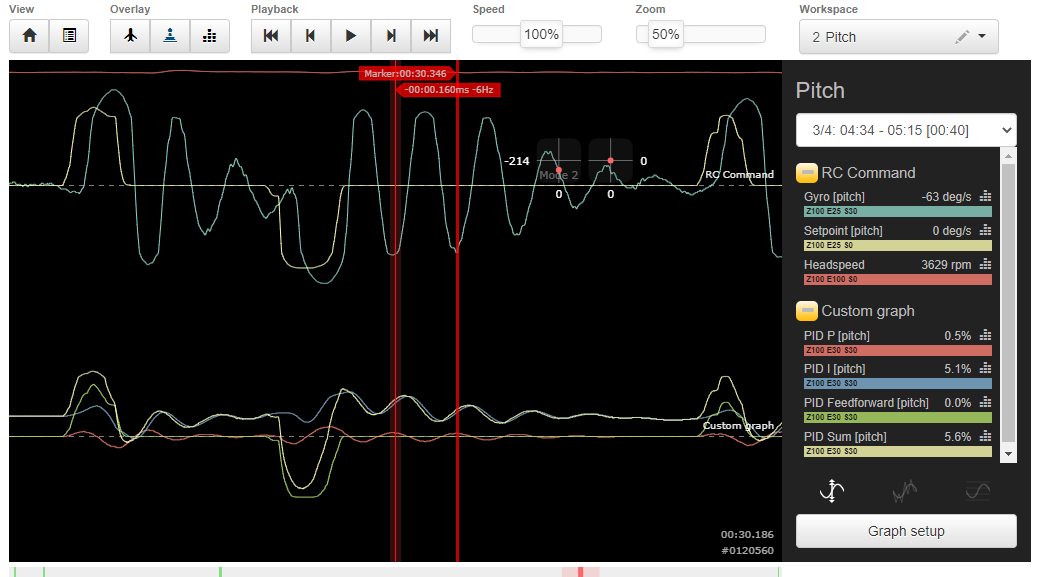 View
Overlay
Playback
Speed
Zoom
Workspace
100%
50%
2 Pitch
Marker:00:30.346
-00:00.160ms -6Hz
-214
0
Mode 2
0
0
RC Command
Custom graph
00:30.186
#0120560
Pitch
3/4: 04:34 - 05:15 [00:40]
RC Command
Gyro [pitch] -63 deg/s
Z100 E25 S30
Setpoint [pitch] 0 deg/s
Z100 E25 S0
Headspeed 3629 rpm
Z100 E100 S0
Custom graph
PID P [pitch] 0.5%
Z100 E30 S30
PID I [pitch] 5.1%
Z100 E30 S30
PID Feedforward [pitch] 0.0%
Z100 E30 S30
PID Sum [pitch] 5.6%
Z100 E30 S30
Graph setup